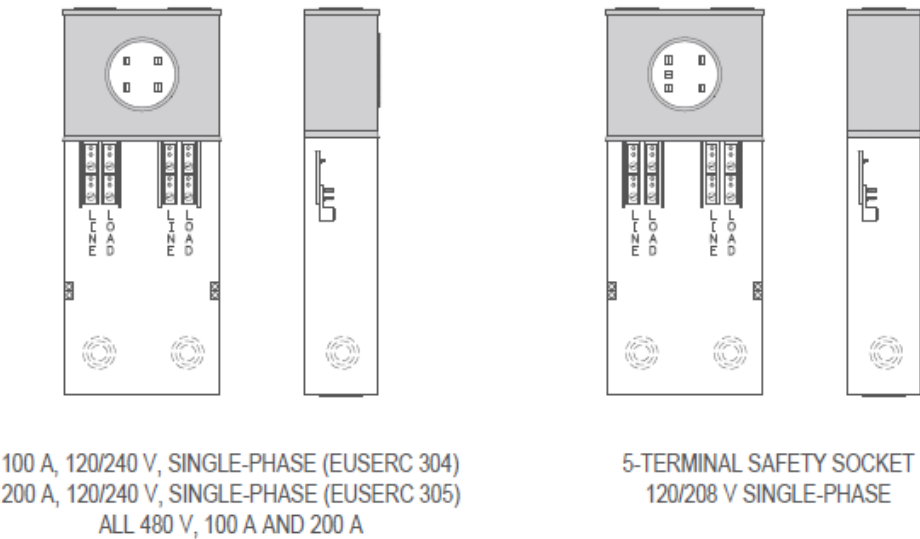 LINE LOAD LINE LOAD
LINE LOAD LINE LOAD
100 A, 120/240 V, SINGLE-PHASE (EUSERC 304)
200 A, 120/240 V, SINGLE-PHASE (EUSERC 305)
ALL 480 V, 100 A AND 200 A
5-TERMINAL SAFETY SOCKET
120/208 V SINGLE-PHASE